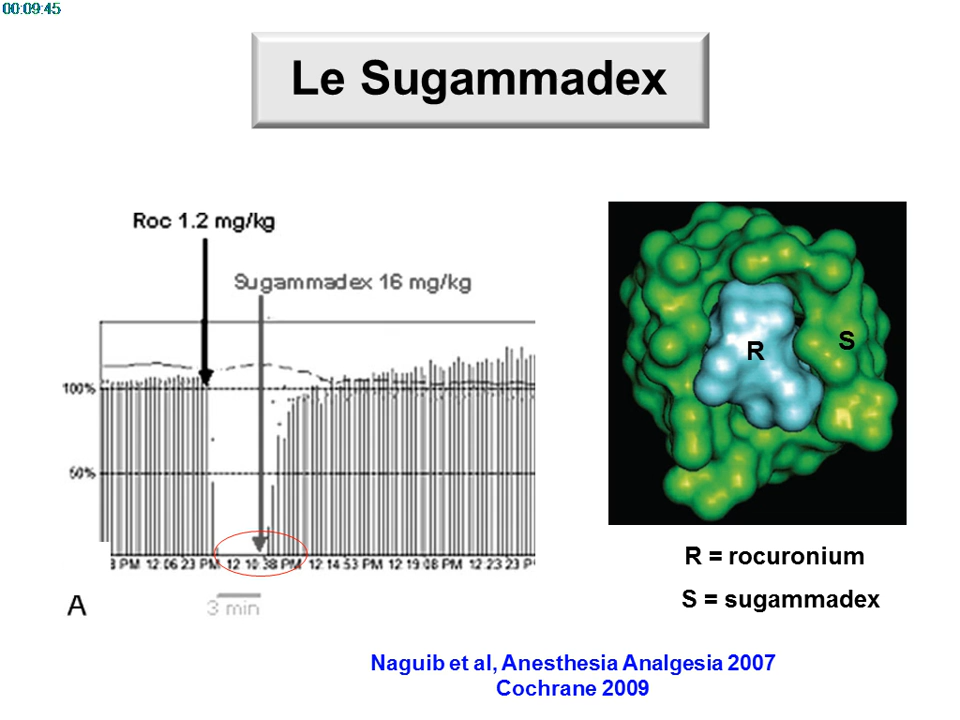 00:09:45
Le Sugammadex
Roc 1.2 mg/kg
Sugammadex 16 mg/kg
100%
50%
3 PM 12:06 23 PM 12 10:38 PM 12:14 53 PM 12 19 08 PM 12:23 23 P
A
3 min
R
S
R = rocuronium
S = sugammadex
Naguib et al, Anesthesia Analgesia 2007
Cochrane 2009